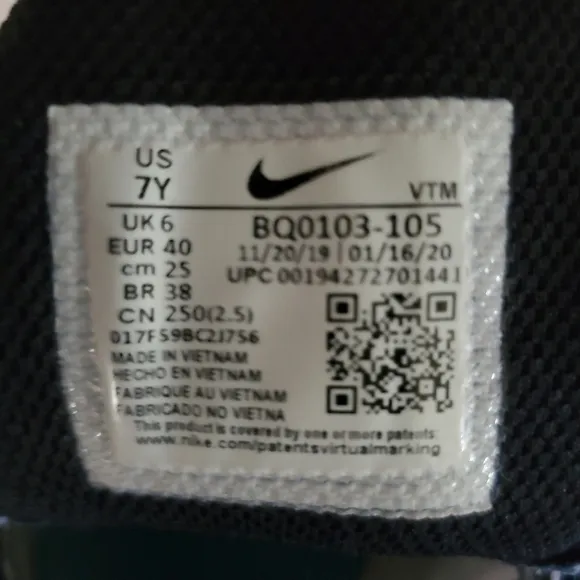 US
7Y
VTM
UK 6
BQ0103-105
EUR 40
11/20/19 | 01/16/20
cm 25
UPC 00194272701441
BR 38
CN 250(2.5)
017F59BC2J756
MADE IN VIETNAM
HECHO EN VIETNAM
FABRIQUE AU VIETNAM
FABRICADO NO VIETNA
This product is covered by one or more patents:
www.nike.com/patentsvirtualmarking